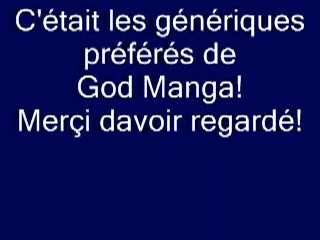 C'était les génériques
préférés de
God Manga!
Merçi davoir regardé!